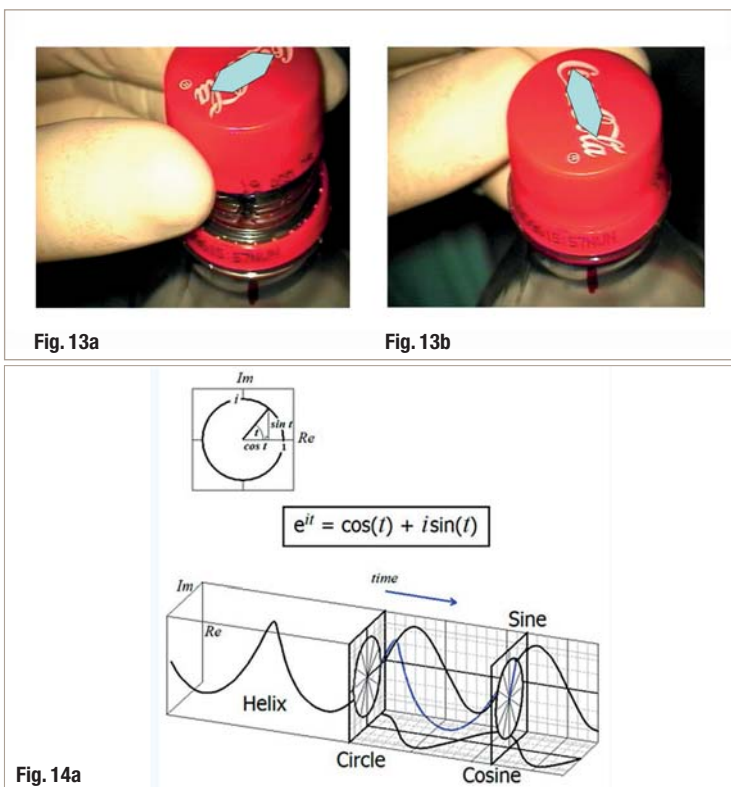 ®
®
Fig. 13a
Fig. 13b
Im
i
sin t
t
Re
cos t
1
e^{it} = cos(t) + i sin(t)
time
Im
Sine
Re
Helix
Circle
Cosine
Fig. 14a